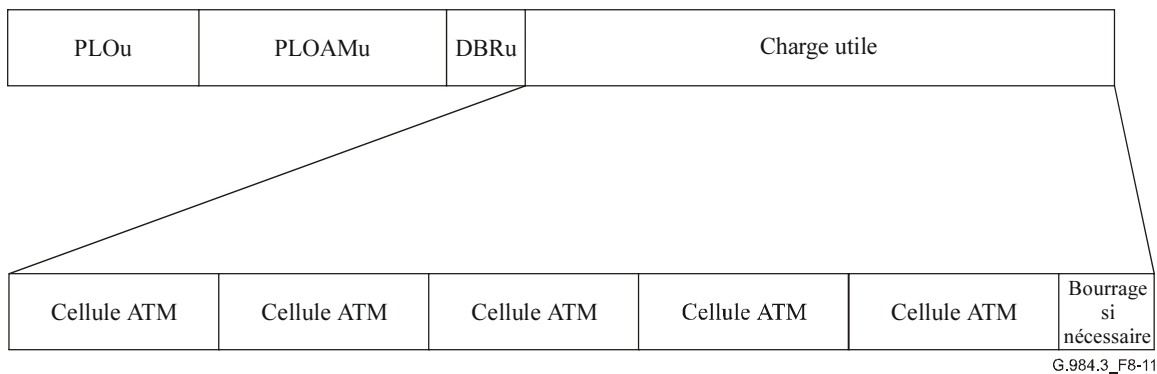 PLOu
PLOAMu
DBRu
Charge utile
Cellule ATM
Cellule ATM
Cellule ATM
Cellule ATM
Cellule ATM
Bourrage
si
nécessaire
G.984.3_F8-11